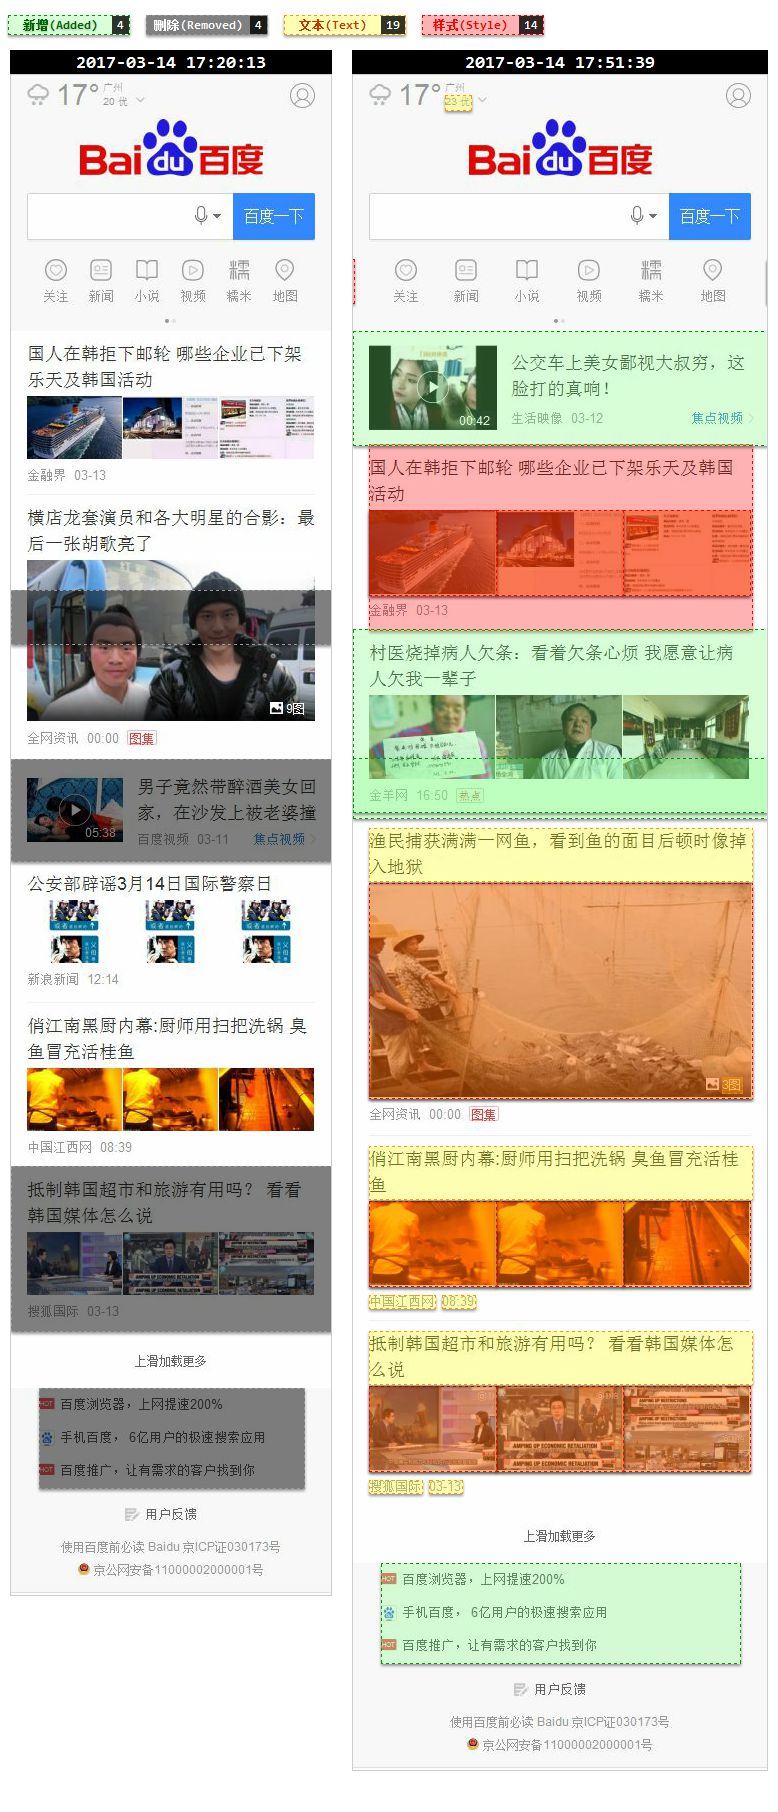 新增(Added) 4
删除(Removed) 4
文本(Text) 19
样式(Style) 14
2017-03-14 17:20:13
17° 广州
20 优
Bai du 百度
百度一下
关注 新闻 小说 视频 糯米 地图
国人在韩拒下邮轮 哪些企业已下架
乐天及韩国活动
金融界 03-13
横店龙套演员和各大明星的合影：最
后一张胡歌亮了
9图
全网资讯 00:00 图集
男子竟然带醉酒美女回
家，在沙发上被老婆撞
05:38
百度视频 03-11 焦点视频
公安部辟谣3月14日国际警察日
新浪新闻 12:14
俏江南黑厨内幕:厨师用扫把洗锅 臭
鱼冒充活桂鱼
中国江西网 08:39
抵制韩国超市和旅游有用吗？ 看看
韩国媒体怎么说
搜狐国际 03-13
上滑加载更多
HOT 百度浏览器，上网提速200%
手机百度， 6亿用户的极速搜索应用
HOT 百度推广，让有需求的客户找到你
用户反馈
使用百度前必读 Baidu 京ICP证030173号
京公网安备11000002000001号
2017-03-14 17:51:39
17° 广州
23 优
Bai du 百度
百度一下
关注 新闻 小说 视频 糯米 地图
公交车上美女鄙视大叔穷，这
脸打的真响！
00:42
生活映像 03-12 焦点视频
国人在韩拒下邮轮 哪些企业已下架乐天及韩国
活动
金融界 03-13
村医烧掉病人欠条：看着欠条心烦 我愿意让病
人欠我一辈子
金羊网 16:50 热点
渔民捕获满满一网鱼，看到鱼的面目后顿时像掉
入地狱
3图
全网资讯 00:00 图集
俏江南黑厨内幕:厨师用扫把洗锅 臭鱼冒充活桂
鱼
中国江西网 08:39
抵制韩国超市和旅游有用吗？ 看看韩国媒体怎
么说
AMPING UP ECONOMIC RETALIATION
搜狐国际 03-13
上滑加载更多
HOT 百度浏览器，上网提速200%
手机百度， 6亿用户的极速搜索应用
HOT 百度推广，让有需求的客户找到你
用户反馈
使用百度前必读 Baidu 京ICP证030173号
京公网安备11000002000001号